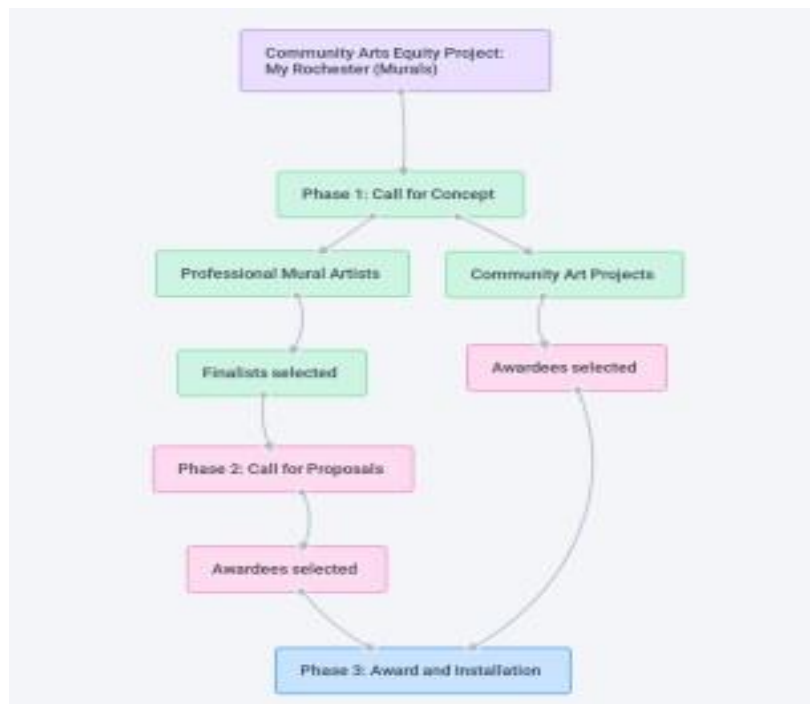 Community Arts Equity Project:
My Rochester (Murals)
Phase 1: Call for Concept
Professional Mural Artists
Community Art Projects
Finalists selected
Awardees selected
Phase 2: Call for Proposals
Awardees selected
Phase 3: Award and Installation